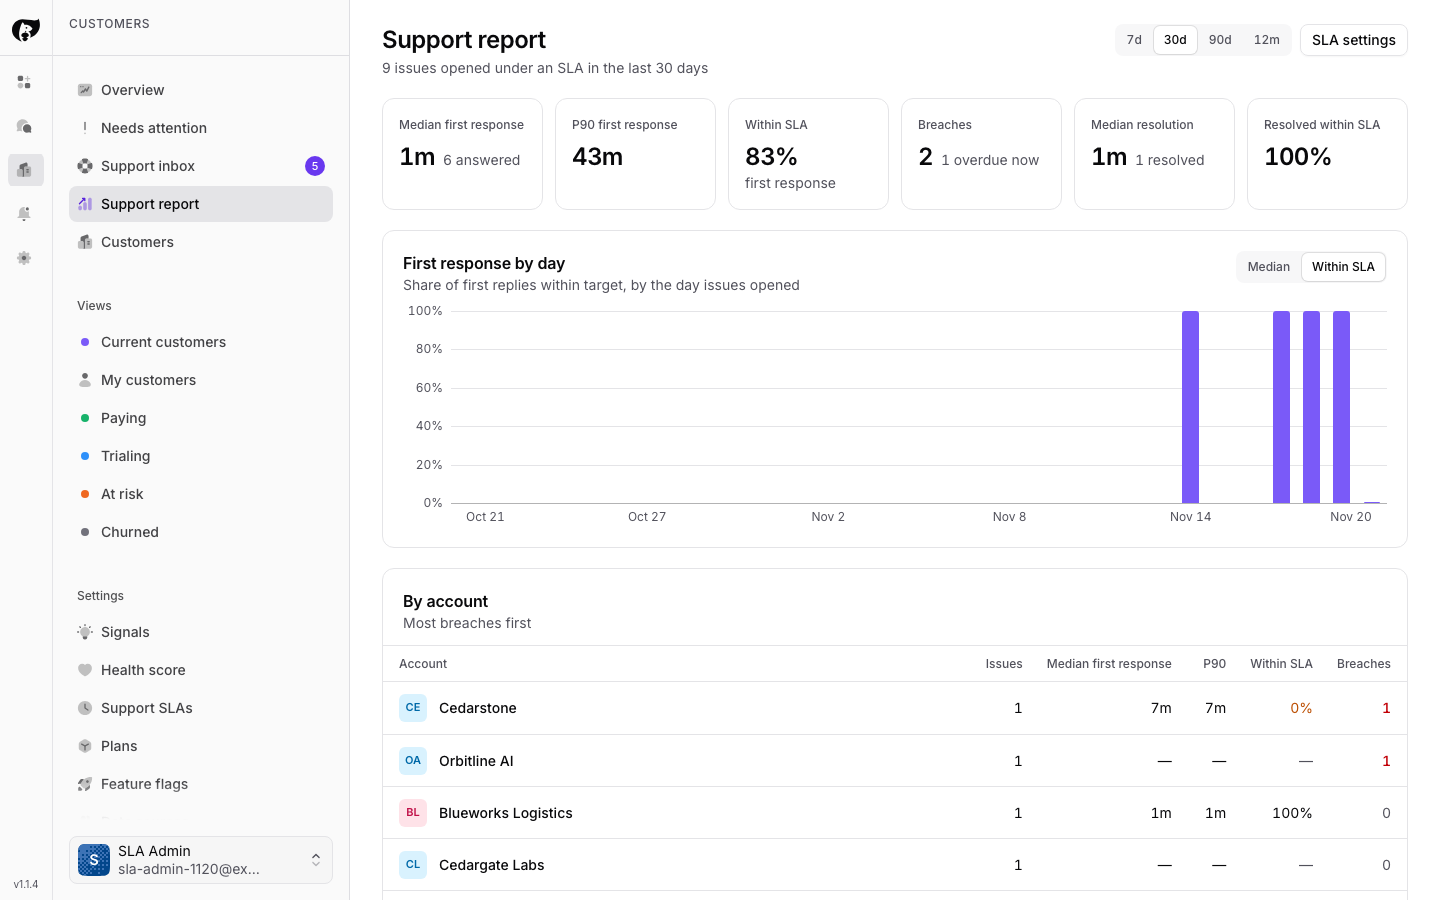 CUSTOMERS
Overview
Needs attention
Support inbox 5
Support report
Customers
Views
Current customers
My customers
Paying
Trialing
At risk
Churned
Settings
Signals
Health score
Support SLAs
Plans
Feature flags
S
SLA Admin
sla-admin-1120@ex...
v1.1.4
Support report
9 issues opened under an SLA in the last 30 days
7d 30d 90d 12m SLA settings
Median first response
1m 6 answered
P90 first response
43m
Within SLA
83%
first response
Breaches
2 1 overdue now
Median resolution
1m 1 resolved
Resolved within SLA
100%
First response by day
Share of first replies within target, by the day issues opened
Median Within SLA
100%
80%
60%
40%
20%
0%
Oct 21 Oct 27 Nov 2 Nov 8 Nov 14 Nov 20
By account
Most breaches first
Account Issues Median first response P90 Within SLA Breaches
CE Cedarstone 1 7m 7m 0% 1
OA Orbitline AI 1 — — — 1
BL Blueworks Logistics 1 1m 1m 100% 0
CL Cedargate Labs 1 — — — 0